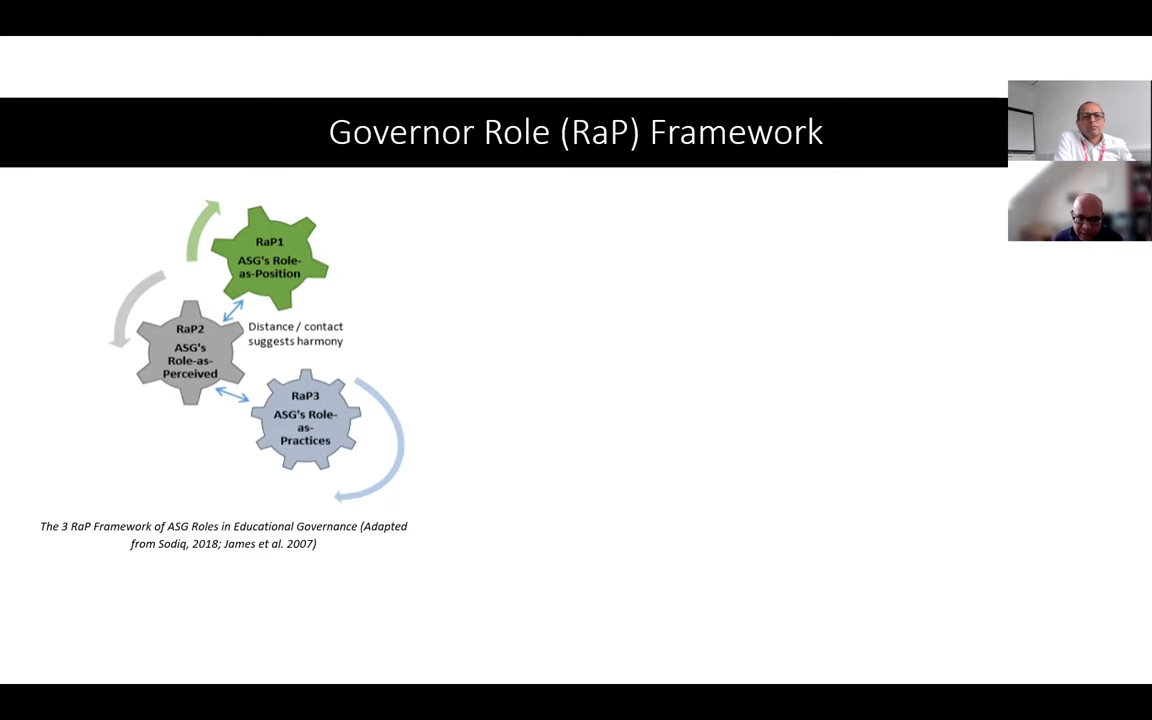 Governor Role (RaP) Framework
RaP1
ASG's Role-
as-Position
RaP2
ASG's
Role-as-
Perceived
Distance / contact
suggests harmony
RaP3
ASG's Role-
as-
Practices
The 3 RaP Framework of ASG Roles in Educational Governance (Adapted
from Sodiq, 2018; James et al. 2007)